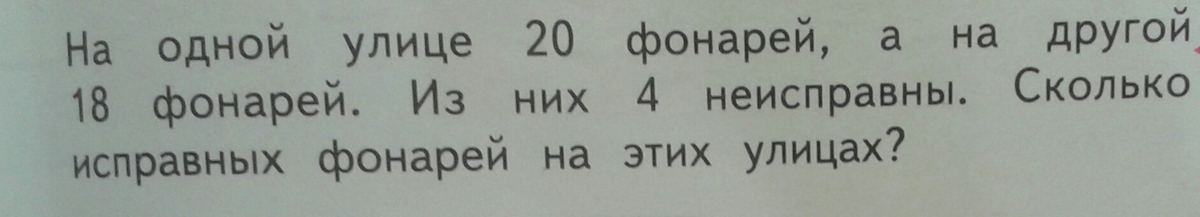 На одной улице 20 фонарей, а на другой
18 фонарей. Из них 4 неисправны. Сколько
исправных фонарей на этих улицах?